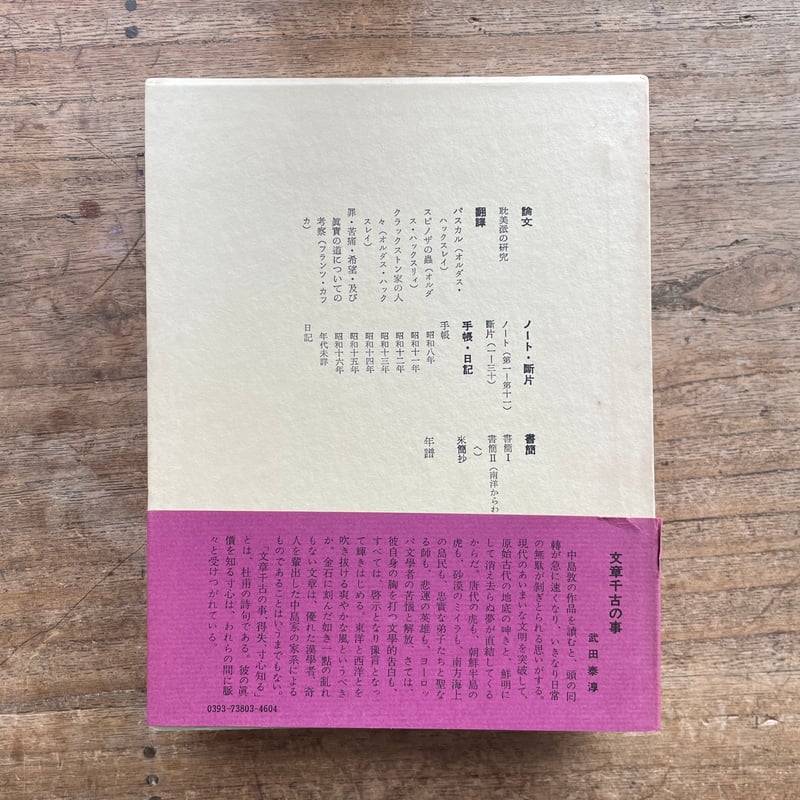 論文
耽美派の硏究
翻譯
パスカル（オルダス・
ハックスレイ）
スピノザの蟲（オルダ
ス・ハックスリイ）
クラックストン家の人
々（オルダス・ハック
スレイ）
罪・苦痛・希望・及び
眞實の道についての
考察（フランツ・カフ
カ）
ノート・斷片
ノート（第一―第十一）
斷片（一―三十）
手帳・日記
手帳
昭和八年
昭和十一年
昭和十二年
昭和十三年
昭和十四年
昭和十五年
昭和十六年
年代未詳
日記
書簡
書簡Ⅰ
書簡Ⅱ（南洋からわ
へ）
來簡抄
年譜
文章千古の事
武田泰淳
中島敦の作品を讀むと、頭の囘
轉が急に速くなり、いきなり日常
の無駄が剝ぎとられる思いがする。
現代のあいまいな文明を突破して、
原始古代の地底の呻きと、鮮明に
して消え去らぬ夢が直結してくる
からだ。唐代の虎も、朝鮮半島の
虎も、砂漠のミイラも、南方海上
の島民も、忠實な弟子たちと聖な
る師も、悲運の英雄も、ヨーロッ
パ文學者の苦惱と解放、さては、
彼自身の胸を打つ文學的告白も、
すべては、啓示となり豫言となっ
て輝きはじめる。東洋と西洋とを
吹き拔ける爽やかな風というべき
か。金石に刻んだ如き一點の亂れ
もない文章は、優れた漢學者、奇
人を輩出した中島家の家系による
ものであることはいうまでもない。
「文章千古の事 得失、寸心知る」
とは、杜甫の詩句である。彼の眞
價を知る寸心は、われらの間に脈
々と受けつがれている。
0393-73803-4604